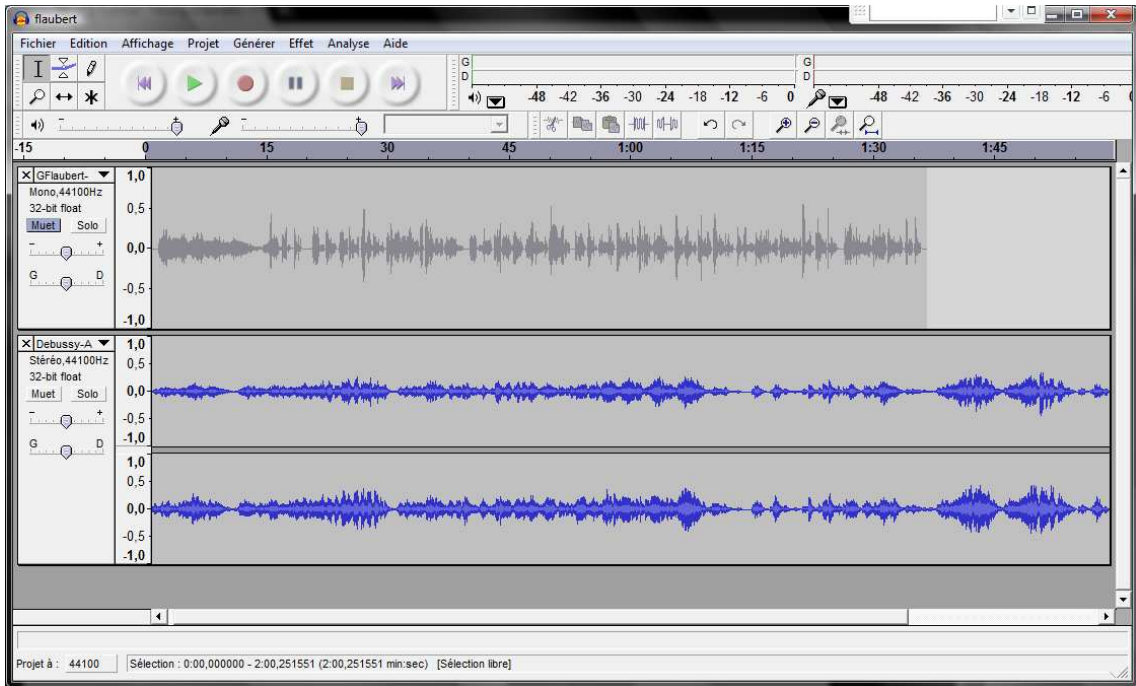 flaubert
Fichier Edition Affichage Projet Générer Effet Analyse Aide
G
D
-48 -42 -36 -30 -24 -18 -12 -6 0
G
D
-48 -42 -36 -30 -24 -18 -12 -6
-15 0 15 30 45 1:00 1:15 1:30 1:45
GFlaubert-
Mono,44100Hz
32-bit float
Muet Solo
- +
G D
1,0
0,5
0,0
-0,5
-1,0
Debussy-A
Stéréo,44100Hz
32-bit float
Muet Solo
- +
G D
1,0
0,5
0,0
-0,5
-1,0
1,0
0,5
0,0
-0,5
-1,0
Projet à : 44100 Sélection : 0:00,000000 - 2:00,251551 (2:00,251551 min:sec) [Sélection libre]